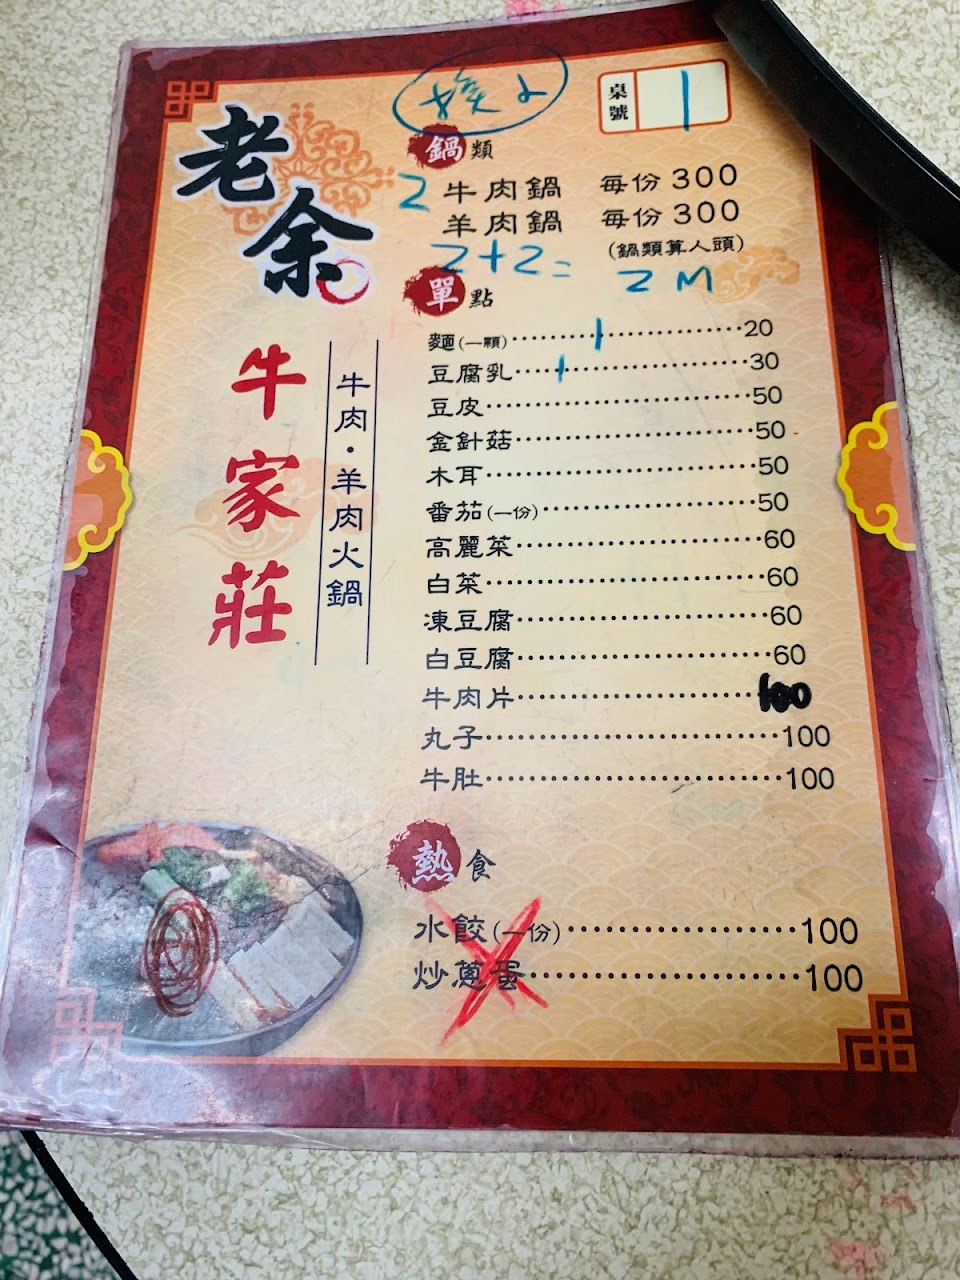 老余
牛家莊
牛肉・羊肉火鍋
桌號 1
鍋類
2 牛肉鍋 每份300
羊肉鍋 每份300
(鍋類算人頭)
2+2=
2 M
單點
麵(一顆)……1……20
豆腐乳……1……30
豆皮……50
金針菇……50
木耳……50
番茄(一份)……50
高麗菜……60
白菜……60
凍豆腐……60
白豆腐……60
牛肉片……100
丸子……100
牛肚……100
熱食
水餃(一份)……100
炒蔥蛋……100